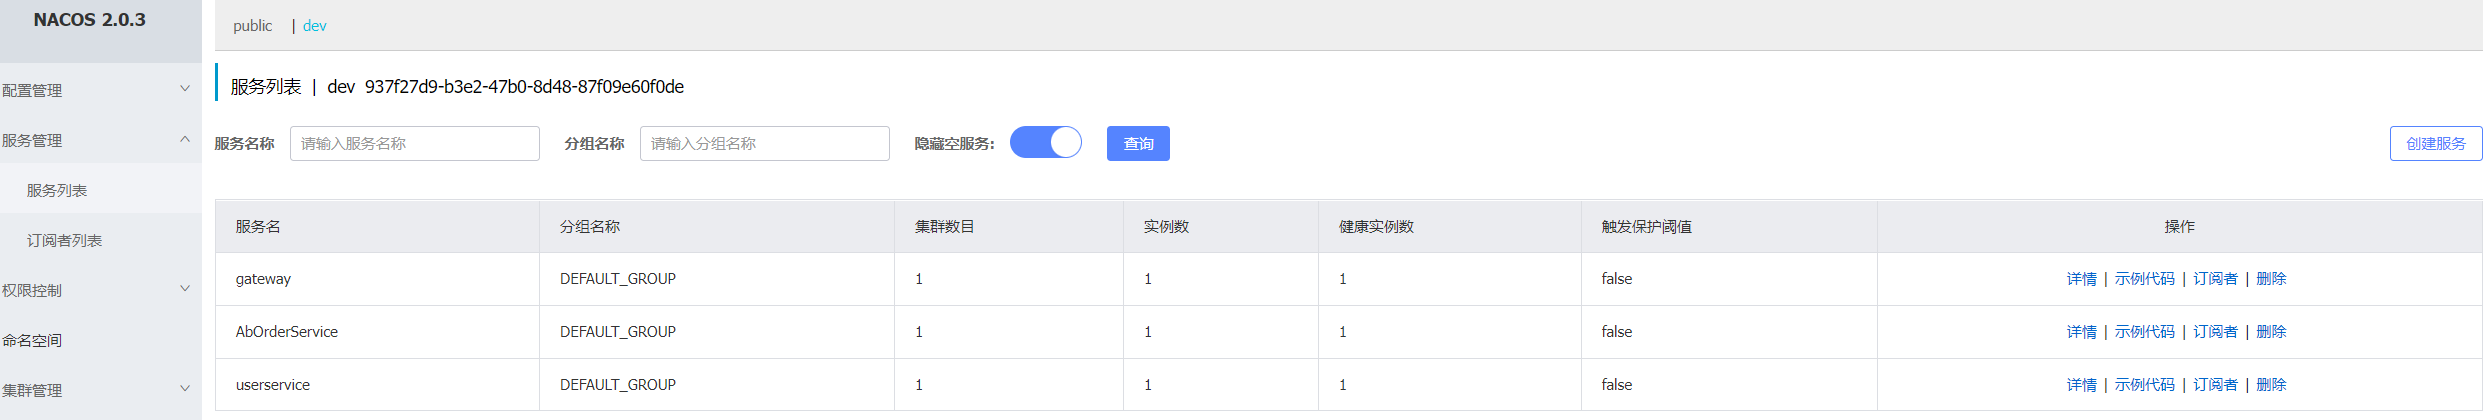 NACOS 2.0.3
配置管理
服务管理
服务列表
订阅者列表
权限控制
命名空间
集群管理
public | dev
服务列表 | dev 937f27d9-b3e2-47b0-8d48-87f09e60f0de
服务名称 请输入服务名称 分组名称 请输入分组名称 隐藏空服务: 查询 创建服务
服务名 分组名称 集群数目 实例数 健康实例数 触发保护阈值 操作
gateway DEFAULT_GROUP 1 1 1 false 详情 | 示例代码 | 订阅者 | 删除
AbOrderService DEFAULT_GROUP 1 1 1 false 详情 | 示例代码 | 订阅者 | 删除
userservice DEFAULT_GROUP 1 1 1 false 详情 | 示例代码 | 订阅者 | 删除